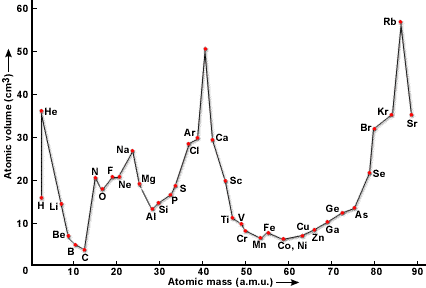 60
50
40
30
20
10
0
Atomic volume (cm3)
He
H
Li
Be
B
C
N
O
F
Ne
Na
Mg
Al
Si
P
S
Cl
Ar
Ca
Sc
Ti
V
Cr
Mn
Fe
Co, Ni
Cu
Zn
Ga
Ge
As
Se
Br
Kr
Rb
Sr
10 20 30 40 50 60 70 80 90
Atomic mass (a.m.u.)